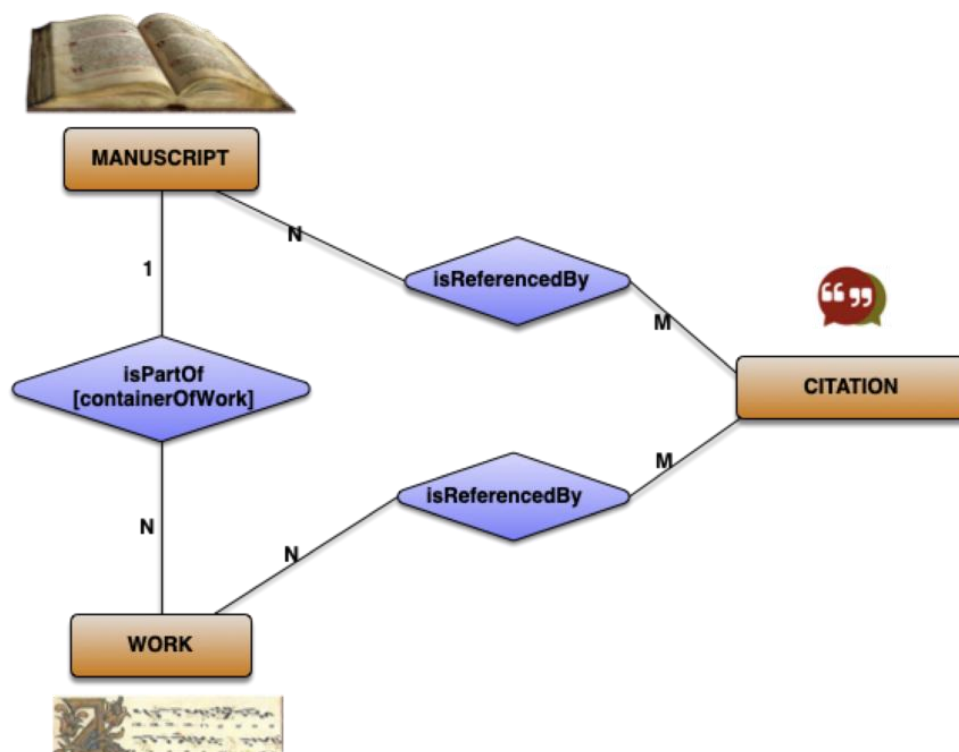 MANUSCRIPT
N
isReferencedBy
1
M
isPartOf
[containerOfWork]
CITATION
M
isReferencedBy
N
N
WORK